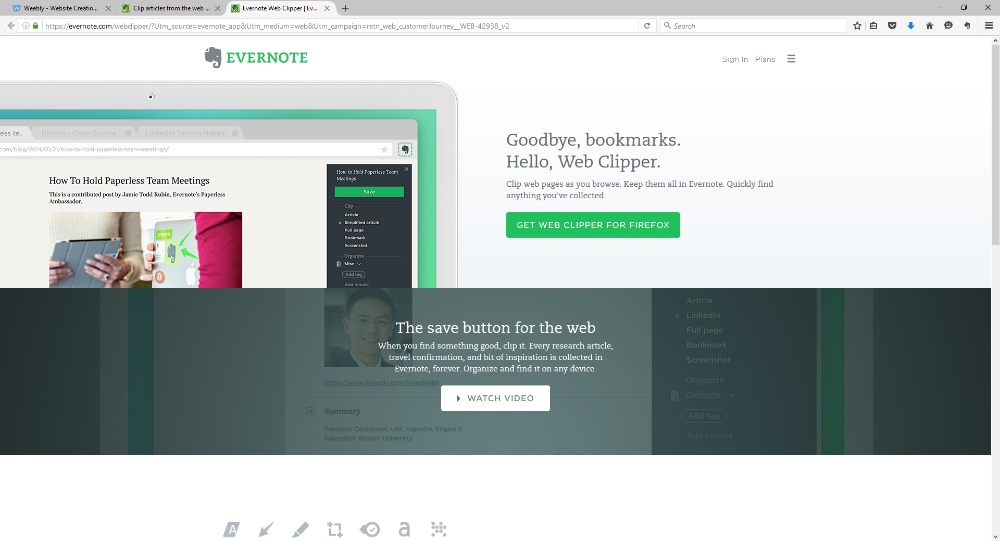 Weebly - Website Creatio...
Clip articles from the web ...
Evernote Web Clipper | Ev...
https://evernote.com/webclipper/?Utm_source=evernote_app&Utm_medium=web&Utm_campaign=retn_web_customerJourney__WEB-42938_v2
Search
EVERNOTE
Sign In
Plans
ess te..
Bitcoin - Open Source
LinkedIn Satoshi Nakam
com/blog/2014/01/21/how-to-hold-paperless-team-meetings/
How To Hold Paperless Team Meetings
This is a contributed post by Jamie Todd Rubin, Evernote's Paperless
Ambassador.
EVERNOTE
How to Hold Paperless Team
Meetings
Save
Clip
Article
Simplified article
Full page
Bookmark
Screenshot
Organize
Misc
Add tag
Add remark
Goodbye, bookmarks.
Hello, Web Clipper.
Clip web pages as you browse. Keep them all in Evernote. Quickly find
anything you've collected.
GET WEB CLIPPER FOR FIREFOX
The save button for the web
When you find something good, clip it. Every research article,
travel confirmation, and bit of inspiration is collected in
Evernote, forever. Organize and find it on any device.
https://www.linkedin.com/in/aclee88
WATCH VIDEO
Summary
Previous: CoreStreet, Ltd., Vignette, Engine 5
Education: Boston University
Article
LinkedIn
Full page
Bookmark
Screenshot
Organize
Contacts
Add tag
Add remark
A
a